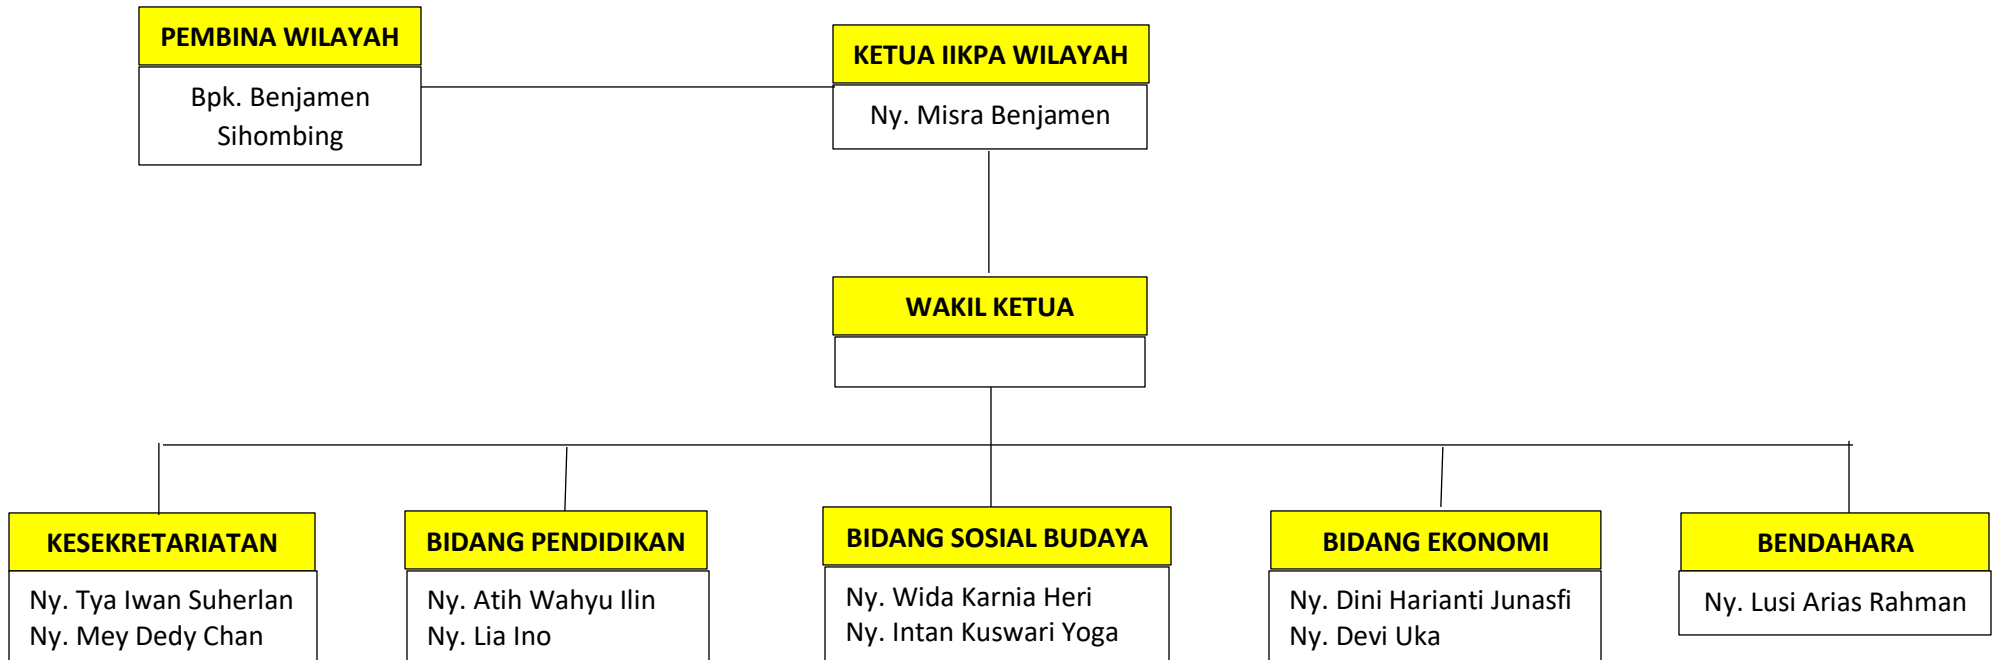 PEMBINA WILAYAH
Bpk. Benjamen
Sihombing
KETUA IIKPA WILAYAH
Ny. Misra Benjamen
WAKIL KETUA
KESEKRETARIATAN
Ny. Tya Iwan Suherlan
Ny. Mey Dedy Chan
BIDANG PENDIDIKAN
Ny. Atih Wahyu Ilin
Ny. Lia Ino
BIDANG SOSIAL BUDAYA
Ny. Wida Karnia Heri
Ny. Intan Kuswari Yoga
BIDANG EKONOMI
Ny. Dini Harianti Junasfi
Ny. Devi Uka
BENDAHARA
Ny. Lusi Arias Rahman